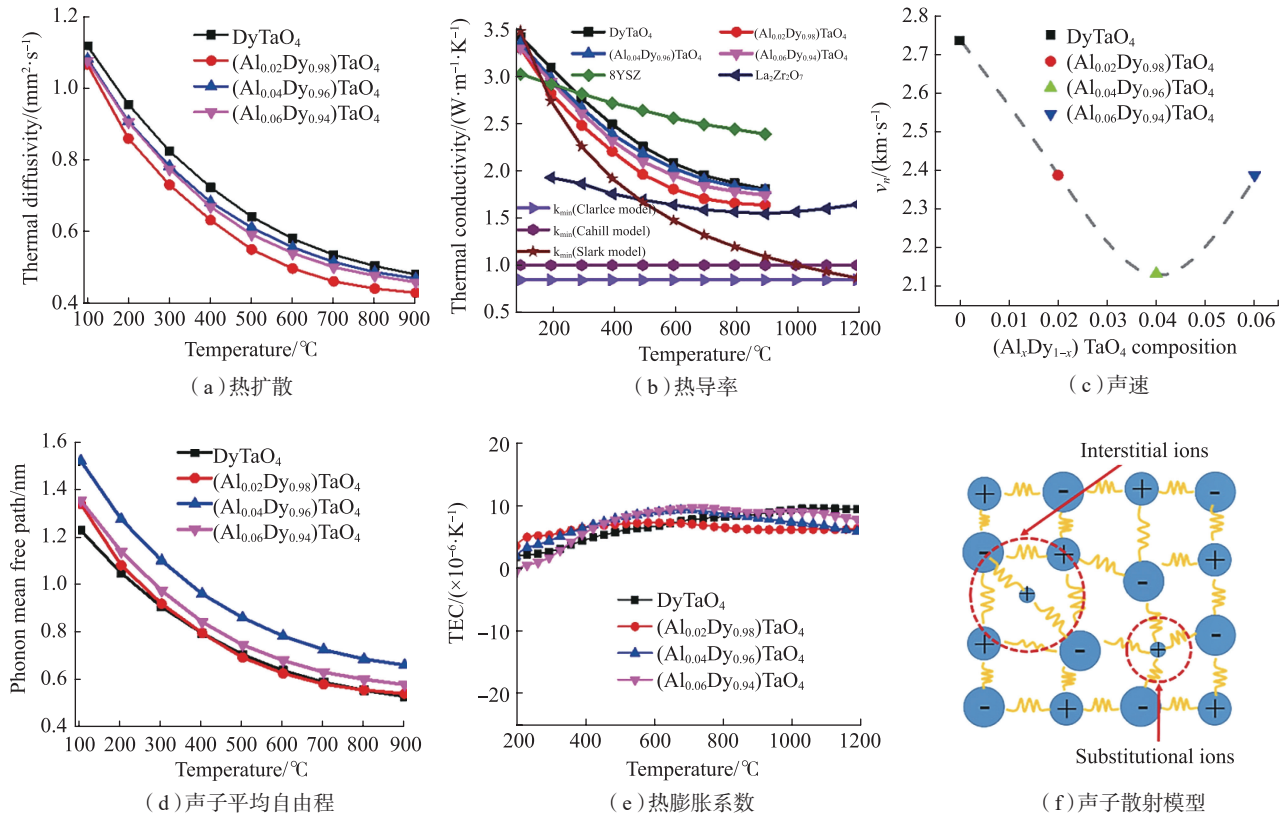 Thermal diffusivity/(mm²·s⁻¹)
1.2
1.0
0.8
0.6
0.4
DyTaO₄
(Al₀.₀₂Dy₀.₉₈)TaO₄
(Al₀.₀₄Dy₀.₉₆)TaO₄
(Al₀.₀₆Dy₀.₉₄)TaO₄
100 200 300 400 500 600 700 800 900
Temperature/℃
(a)热扩散
Thermal conductivity/(W·m⁻¹·K⁻¹)
3.5
3.0
2.5
2.0
1.5
1.0
0.5
DyTaO₄ (Al₀.₀₂Dy₀.₉₈)TaO₄
(Al₀.₀₄Dy₀.₉₆)TaO₄ (Al₀.₀₆Dy₀.₉₄)TaO₄
8YSZ La₂Zr₂O₇
kmin(Clarlce model)
kmin(Cahill model)
kmin(Slark model)
200 400 600 800 1000 1200
Temperature/℃
(b)热导率
vₙ/(km·s⁻¹)
2.8
2.7
2.6
2.5
2.4
2.3
2.2
2.1
DyTaO₄
(Al₀.₀₂Dy₀.₉₈)TaO₄
(Al₀.₀₄Dy₀.₉₆)TaO₄
(Al₀.₀₆Dy₀.₉₄)TaO₄
0 0.01 0.02 0.03 0.04 0.05 0.06
(AlₓDy₁₋ₓ) TaO₄ composition
(c)声速
Phonon mean free path/nm
1.6
1.4
1.2
1.0
0.8
0.6
0.4
DyTaO₄
(Al₀.₀₂Dy₀.₉₈)TaO₄
(Al₀.₀₄Dy₀.₉₆)TaO₄
(Al₀.₀₆Dy₀.₉₄)TaO₄
100 200 300 400 500 600 700 800 900
Temperature/℃
(d)声子平均自由程
TEC/(×10⁻⁶·K⁻¹)
20
10
0
−10
−20
DyTaO₄
(Al₀.₀₂Dy₀.₉₈)TaO₄
(Al₀.₀₄Dy₀.₉₆)TaO₄
(Al₀.₀₆Dy₀.₉₄)TaO₄
200 400 600 800 1000 1200
Temperature/℃
(e)热膨胀系数
Interstitial ions
+ - + -
- + - +
+
+ - + -
- + - +
Substitutional ions
(f)声子散射模型